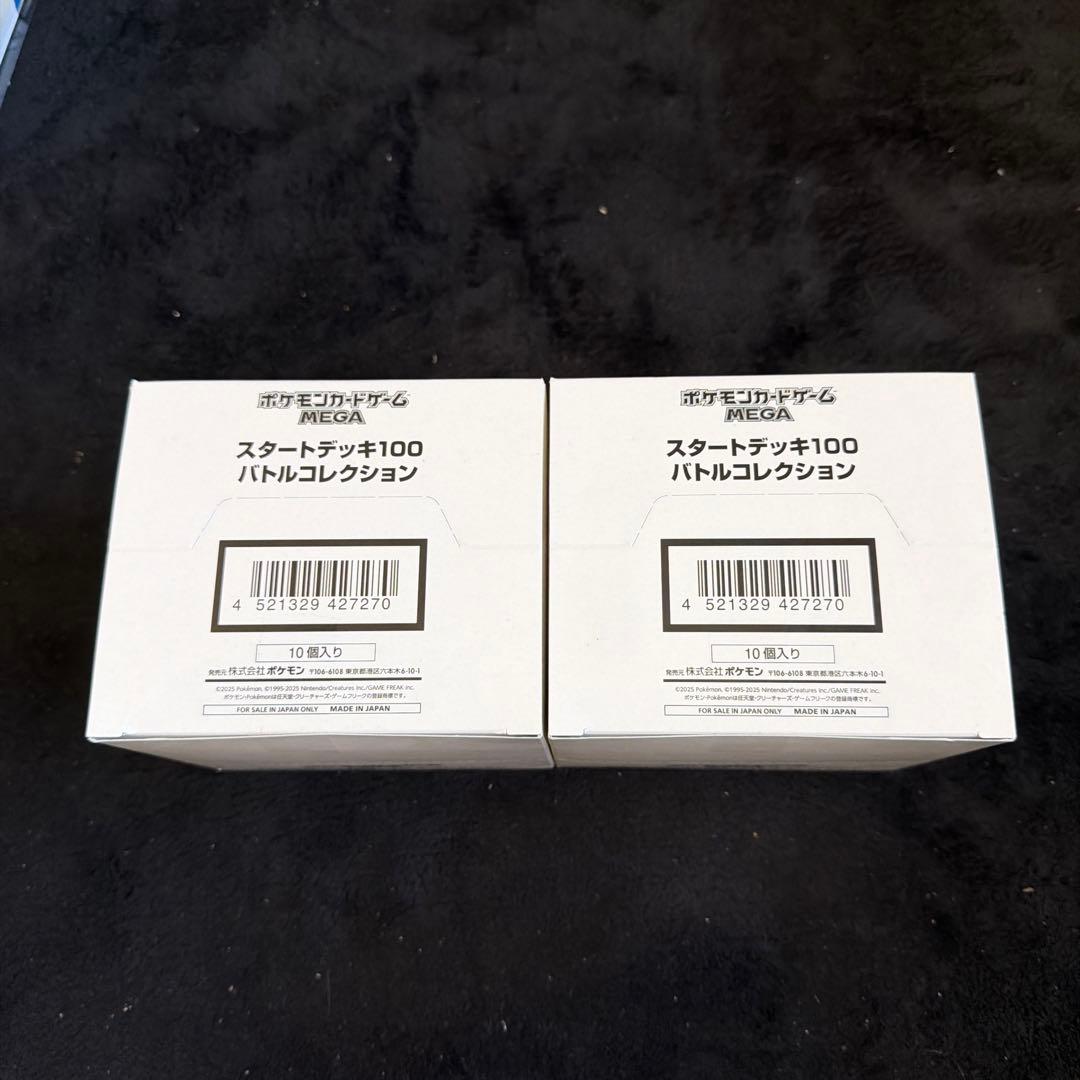 ポケモンカードゲーム
MEGA
スタートデッキ100
バトルコレクション
4 521329 427270
10個入り
発売元 株式会社ポケモン 〒106-6108 東京都港区六本木6-10-1
©2025 Pokémon. ©1995-2025 Nintendo/Creatures Inc./GAME FREAK inc.
ポケモン・Pokémonは任天堂・クリーチャーズ・ゲームフリークの登録商標です。
FOR SALE IN JAPAN ONLY MADE IN JAPAN
ポケモンカードゲーム
MEGA
スタートデッキ100
バトルコレクション
4 521329 427270
10個入り
発売元 株式会社ポケモン 〒106-6108 東京都港区六本木6-10-1
©2025 Pokémon. ©1995-2025 Nintendo/Creatures Inc./GAME FREAK inc.
ポケモン・Pokémonは任天堂・クリーチャーズ・ゲームフリークの登録商標です。
FOR SALE IN JAPAN ONLY MADE IN JAPAN